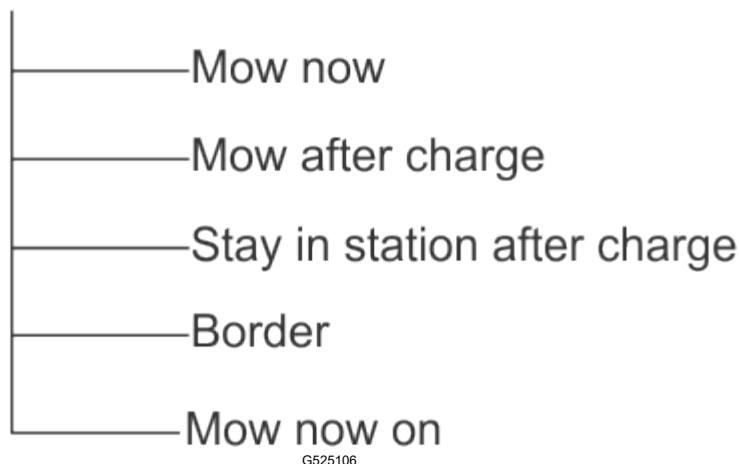 Mow now
Mow after charge
Stay in station after charge
Border
Mow now on
G525106